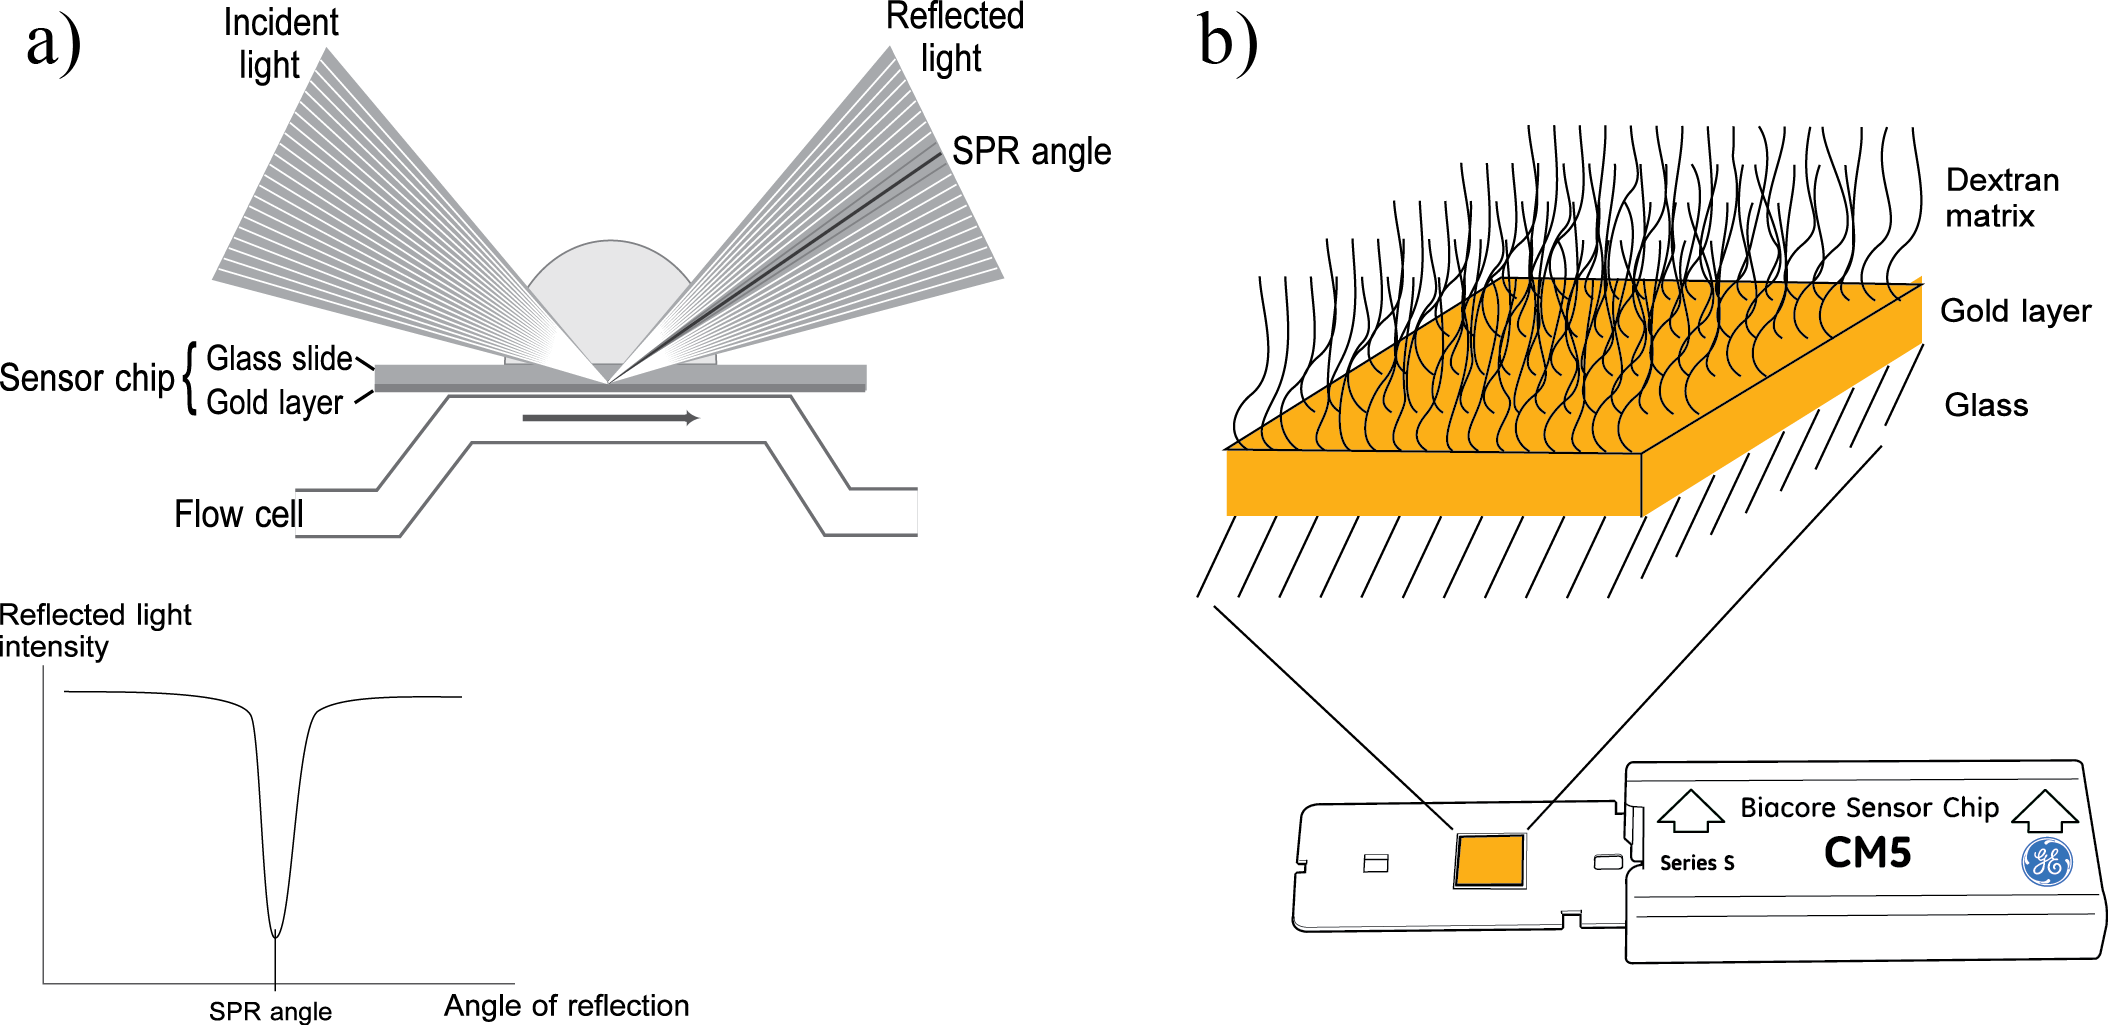 a)
Incident
light
Reflected
light
SPR angle
Sensor chip
Glass slide
Gold layer
Flow cell
Reflected light
intensity
SPR angle
Angle of reflection
b)
Dextran
matrix
Gold layer
Glass
Biacore Sensor Chip
CM5
Series S
GE